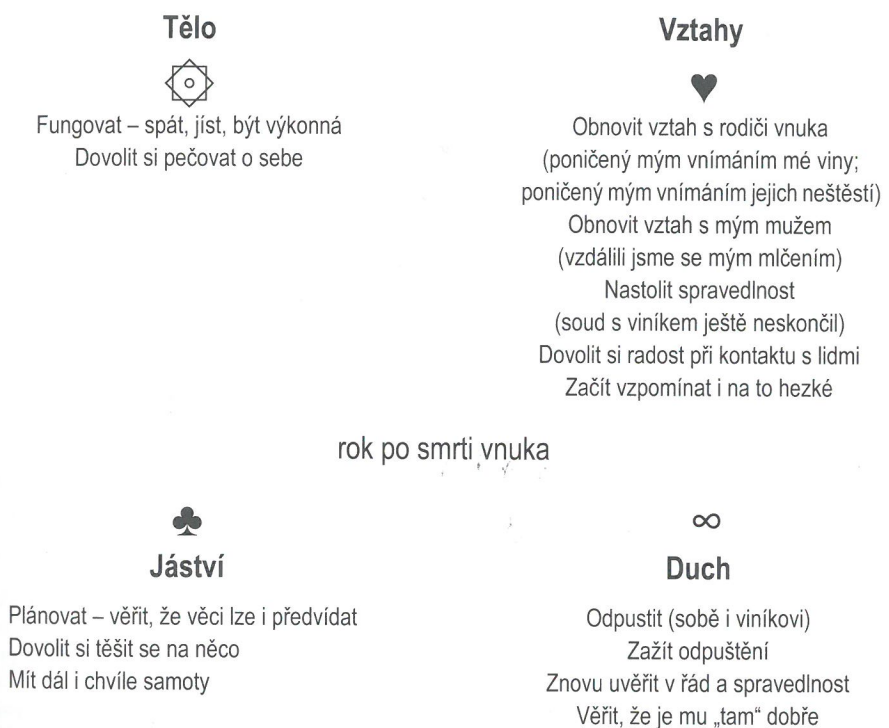 Tělo
Fungovat – spát, jíst, být výkonná
Dovolit si pečovat o sebe
Vztahy
Obnovit vztah s rodiči vnuka
(poničený mým vnímáním mé viny;
poničený mým vnímáním jejich neštěstí)
Obnovit vztah s mým mužem
(vzdálili jsme se mým mlčením)
Nastolit spravedlnost
(soud s viníkem ještě neskončil)
Dovolit si radost při kontaktu s lidmi
Začít vzpomínat i na to hezké
rok po smrti vnuka
Jáství
Plánovat – věřit, že věci lze i předvídat
Dovolit si těšit se na něco
Mít dál i chvíle samoty
Duch
Odpustit (sobě i viníkovi)
Zažít odpuštění
Znovu uvěřit v řád a spravedlnost
Věřit, že je mu „tam“ dobře